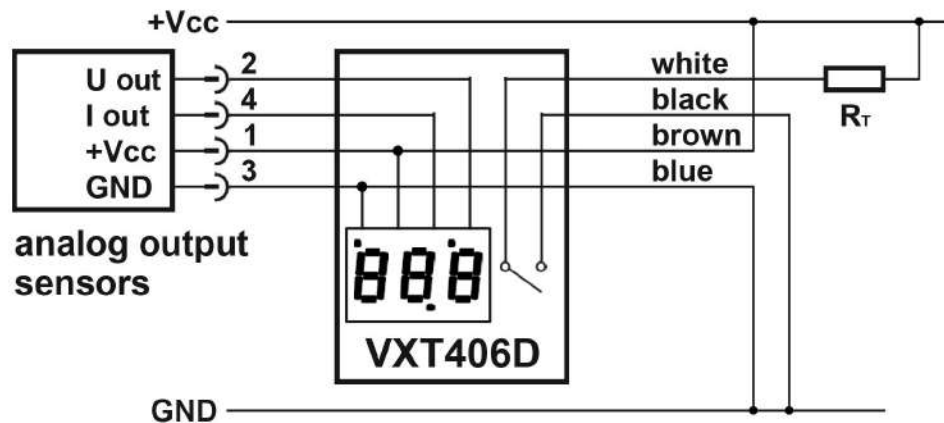 +Vcc
U out 2 white
I out 4 black
+Vcc 1 brown
GND 3 blue
RT
analog output
sensors
888
VXT406D
GND